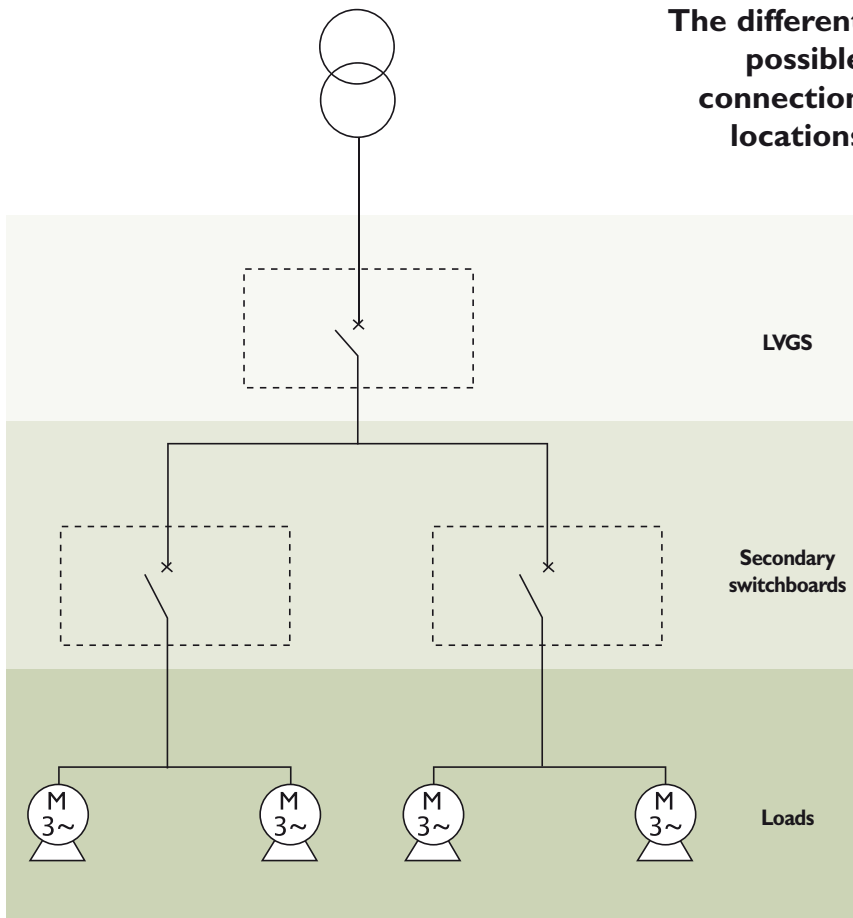 The different
possible
connection
locations
LVGS
Secondary
switchboards
Loads
M
3~
M
3~
M
3~
M
3~